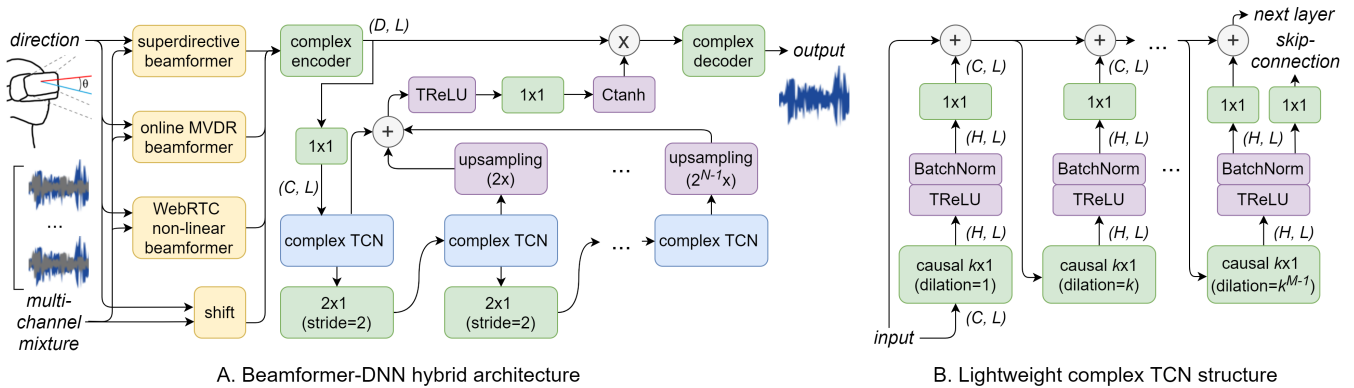 direction
θ
multi-
channel
mixture
superdirective
beamformer
online MVDR
beamformer
WebRTC
non-linear
beamformer
shift
complex
encoder
(D, L)
X
complex
decoder
output
TReLU
1x1
Ctanh
1x1
+
(C, L)
upsampling
(2x)
...
upsampling
(2^{N-1}x)
complex TCN
complex TCN
...
complex TCN
2x1
(stride=2)
2x1
(stride=2)
...
A. Beamformer-DNN hybrid architecture
+
+
...
+
next layer
skip-
connection
(C, L)
(C, L)
1x1
1x1
1x1
1x1
(H, L)
(H, L)
(H, L)
BatchNorm
TReLU
BatchNorm
TReLU
...
BatchNorm
TReLU
(H, L)
(H, L)
(H, L)
causal kx1
(dilation=1)
causal kx1
(dilation=k)
causal kx1
(dilation=k^{M-1})
(C, L)
input
B. Lightweight complex TCN structure